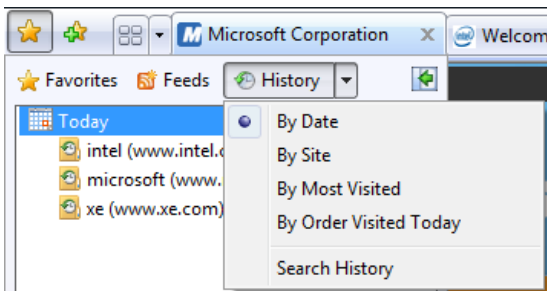 Microsoft Corporation x Welcom
Favorites Feeds History
Today
By Date
intel (www.intel.c
By Site
microsoft (www.
By Most Visited
xe (www.xe.com)
By Order Visited Today
Search History